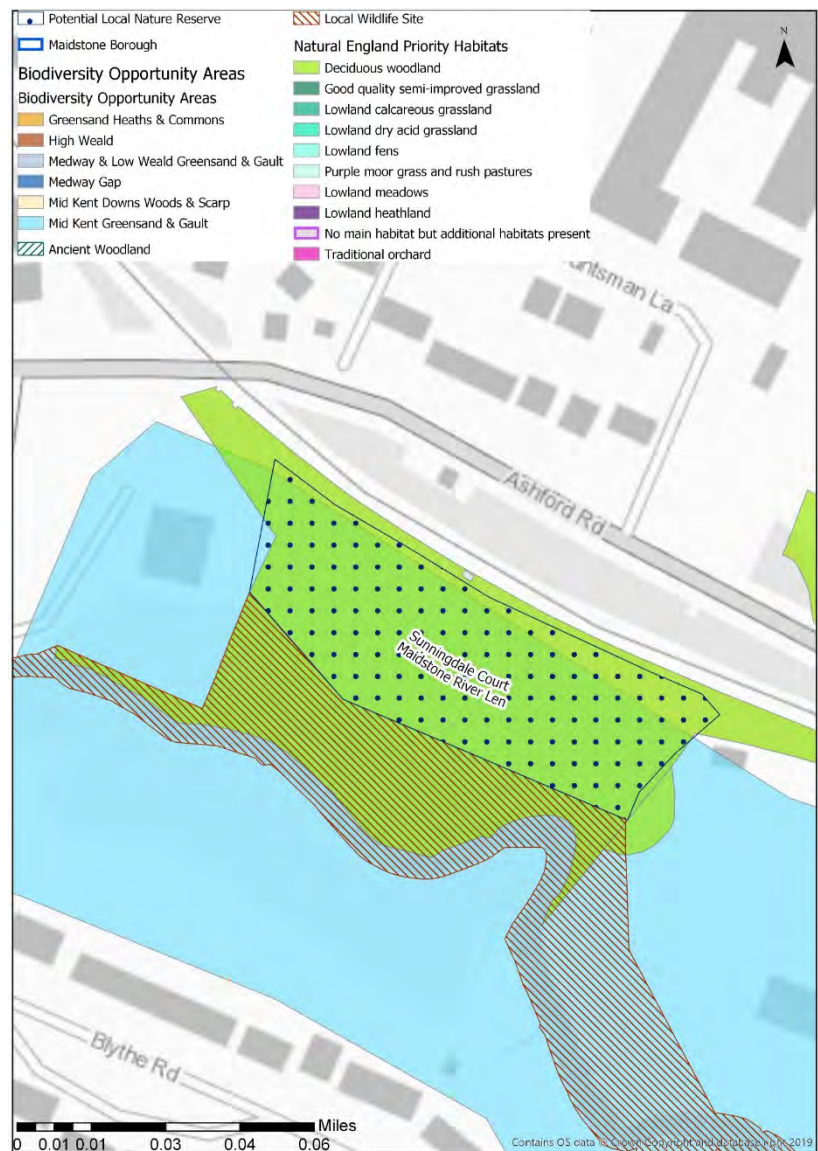 Potential Local Nature Reserve
Maidstone Borough
Biodiversity Opportunity Areas
Biodiversity Opportunity Areas
Greensand Heaths & Commons
High Weald
Medway & Low Weald Greensand & Gault
Medway Gap
Mid Kent Downs Woods & Scarp
Mid Kent Greensand & Gault
Ancient Woodland
Local Wildlife Site
Natural England Priority Habitats
Deciduous woodland
Good quality semi-improved grassland
Lowland calcareous grassland
Lowland dry acid grassland
Lowland fens
Purple moor grass and rush pastures
Lowland meadows
Lowland heathland
No main habitat but additional habitats present
Traditional orchard
N
untsman La
Ashford Rd
Sunningdale Court
Maidstone River Len
Blythe Rd
Miles
0 0.01 0.01 0.03 0.04 0.06
Contains OS data © Crown Copyright and database right 2019